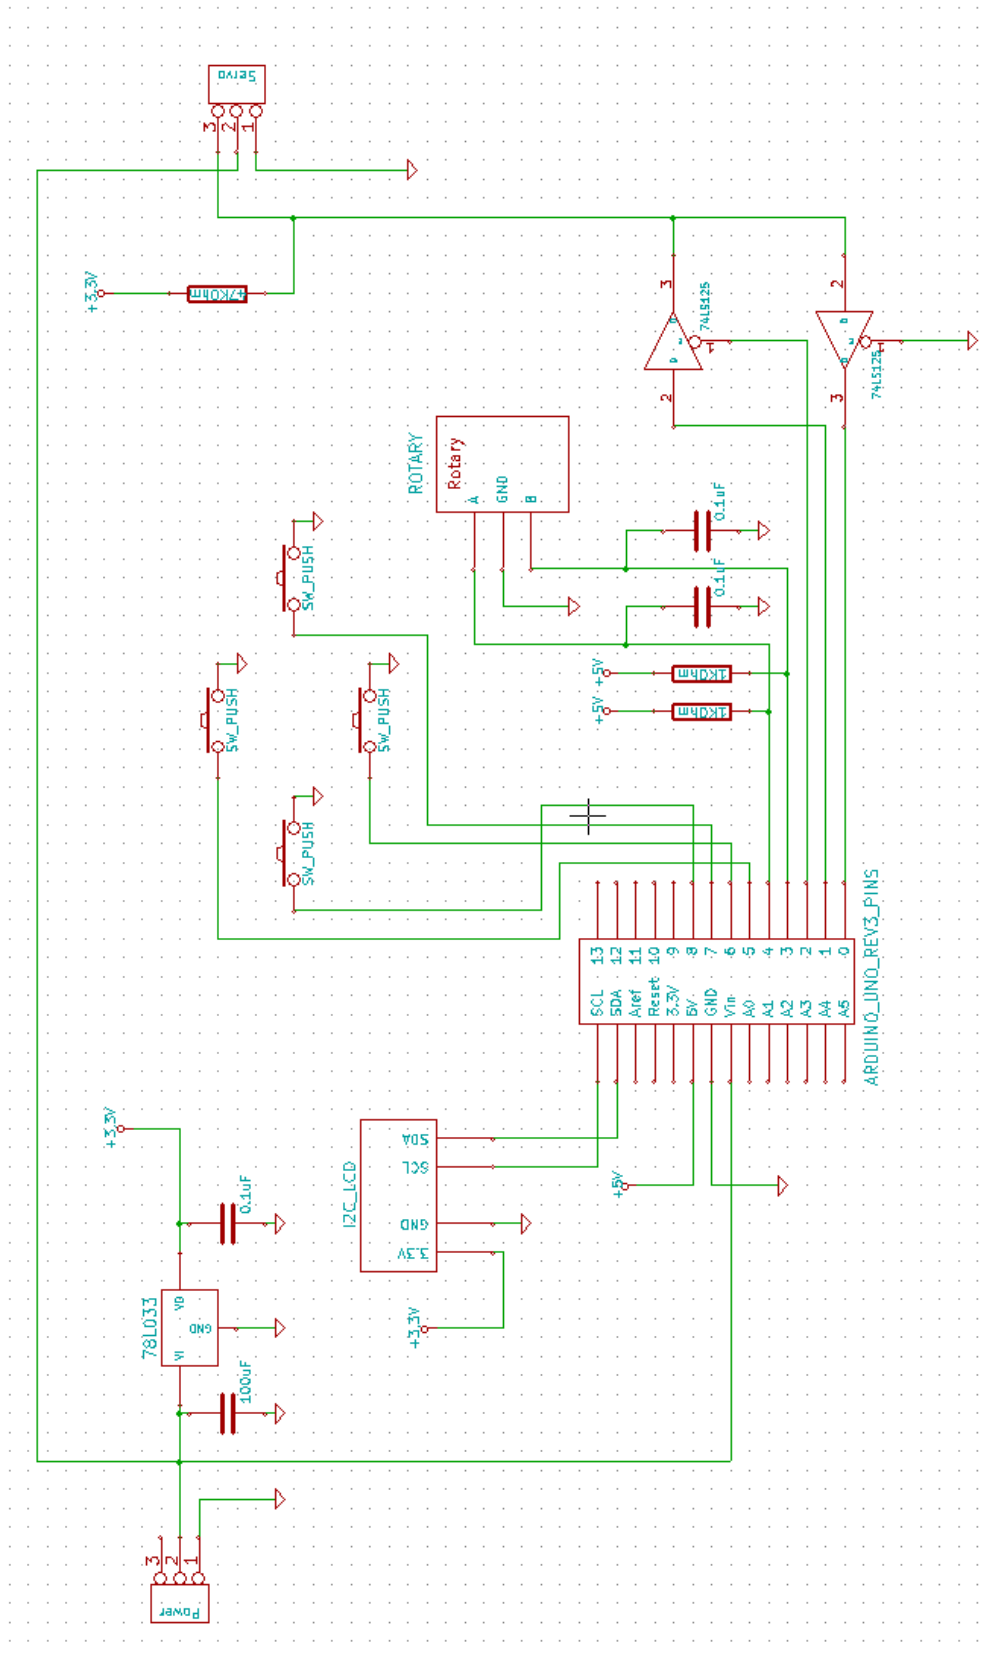 Servo
3 2 1
+3.3V
47KOhm
3
74LS125
1
2
2
1
74LS125
3
ROTARY
Rotary
A
GND
B
0.1uF
0.1uF
SW_PUSH
SW_PUSH
SW_PUSH
SW_PUSH
+5V
1KOhm
+5V
1KOhm
13 12 11 10 9 8 7 6 5 4 3 2 1 0
SCL SDA Aref Reset 3.3V 5V GND Vin A0 A1 A2 A3 A4 A5
ARDUINO_UNO_REV3_PINS
+3.3V
0.1uF
I2C_LCD
SDA
SCL
GND
3.3V
+5V
+3.3V
78L033
VO
GND
VI
100uF
3 2 1
Power